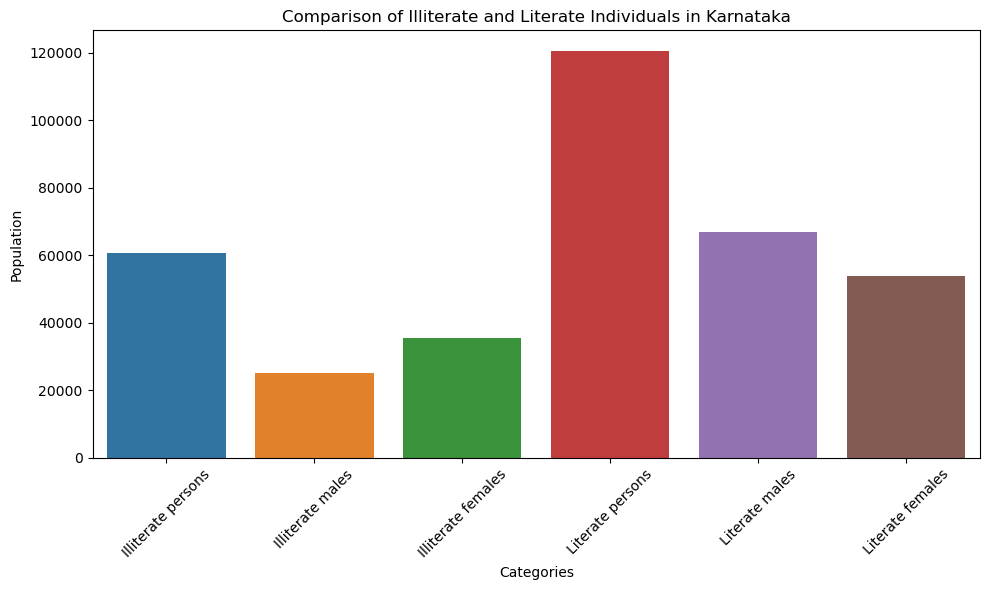 Comparison of Illiterate and Literate Individuals in Karnataka
Population
120000
100000
80000
60000
40000
20000
0
Illiterate persons
Illiterate males
Illiterate females
Literate persons
Literate males
Literate females
Categories